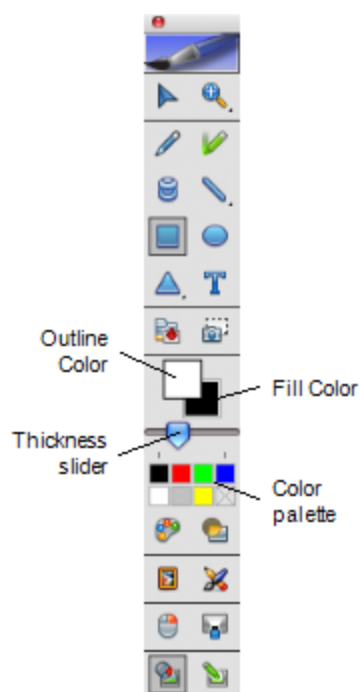 T
Outline
Color
Fill Color
Thickness
slider
Color
palette